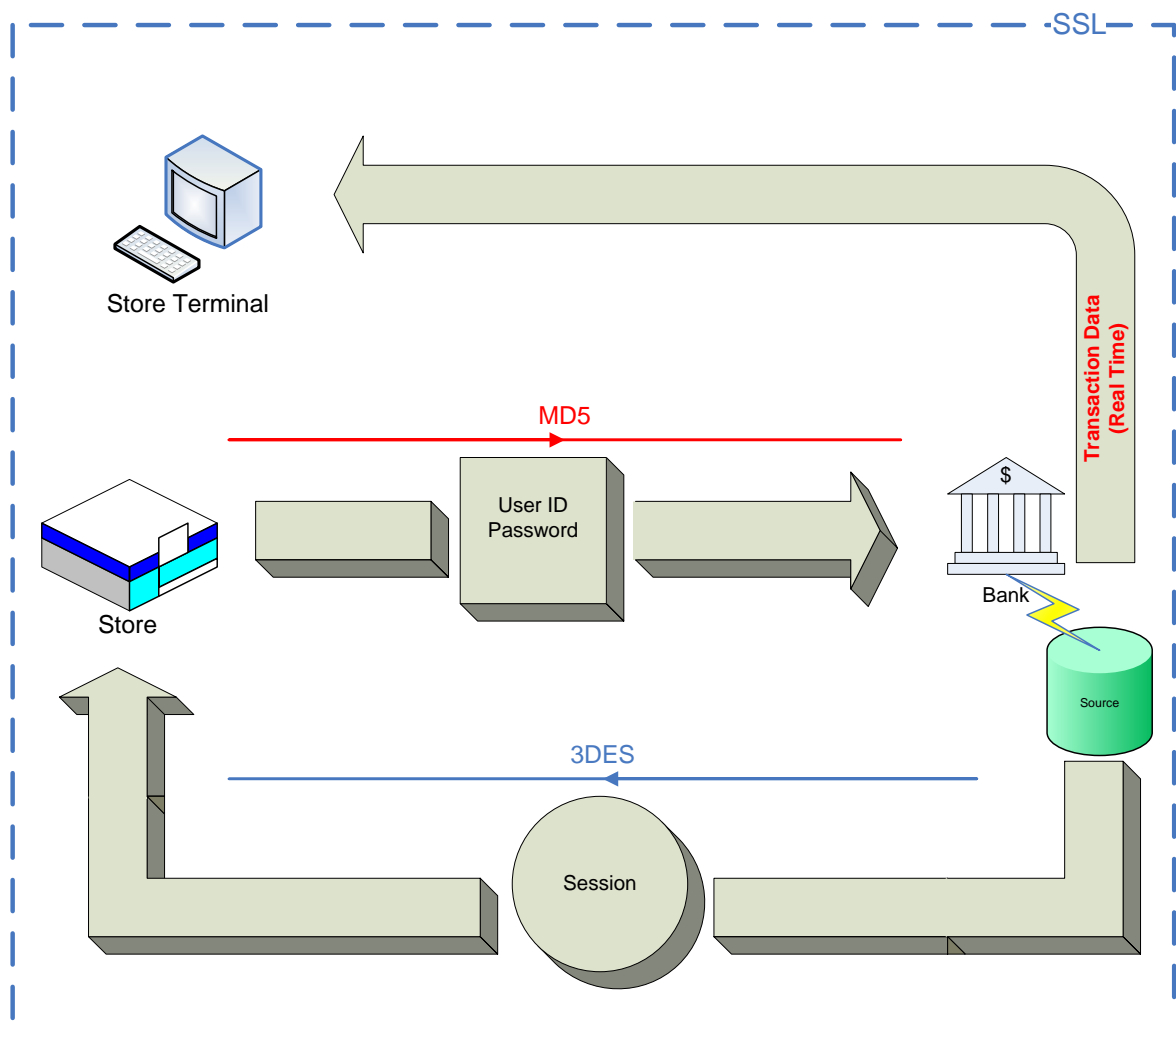 SSL
Store Terminal
Transaction Data
(Real Time)
MD5
User ID
Password
$
Store
Bank
Source
3DES
Session